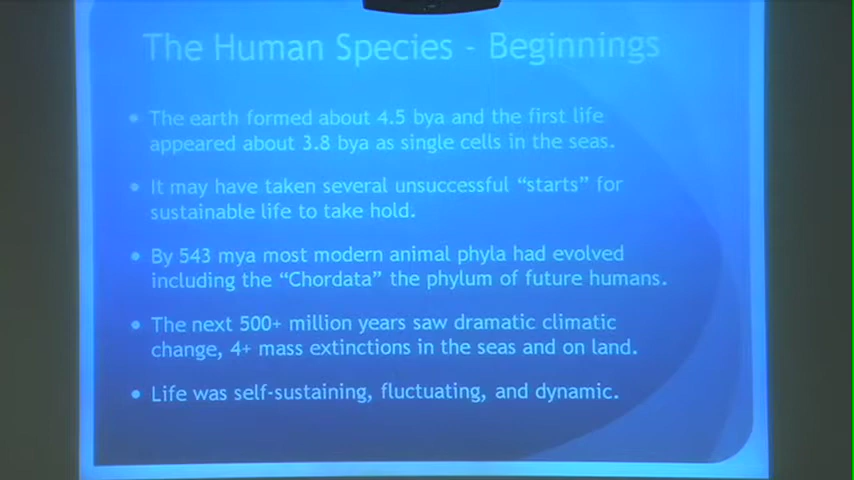 The Human Species - Beginnings
• The earth formed about 4.5 bya and the first life
appeared about 3.8 bya as single cells in the seas.
• It may have taken several unsuccessful “starts” for
sustainable life to take hold.
• By 543 mya most modern animal phyla had evolved
including the “Chordata” the phylum of future humans.
• The next 500+ million years saw dramatic climatic
change, 4+ mass extinctions in the seas and on land.
• Life was self-sustaining, fluctuating, and dynamic.